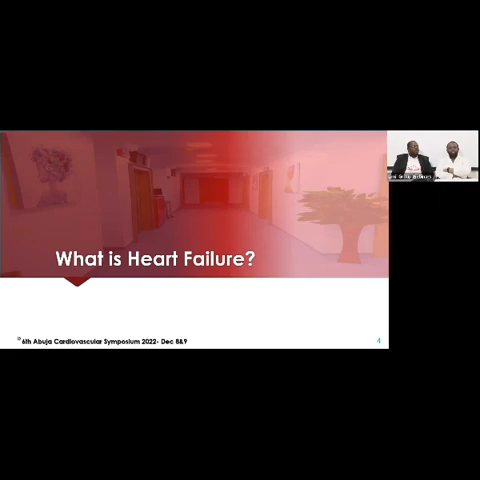 What is Heart Failure?
6th Abuja Cardiovascular Symposium 2022- Dec 8&9
4